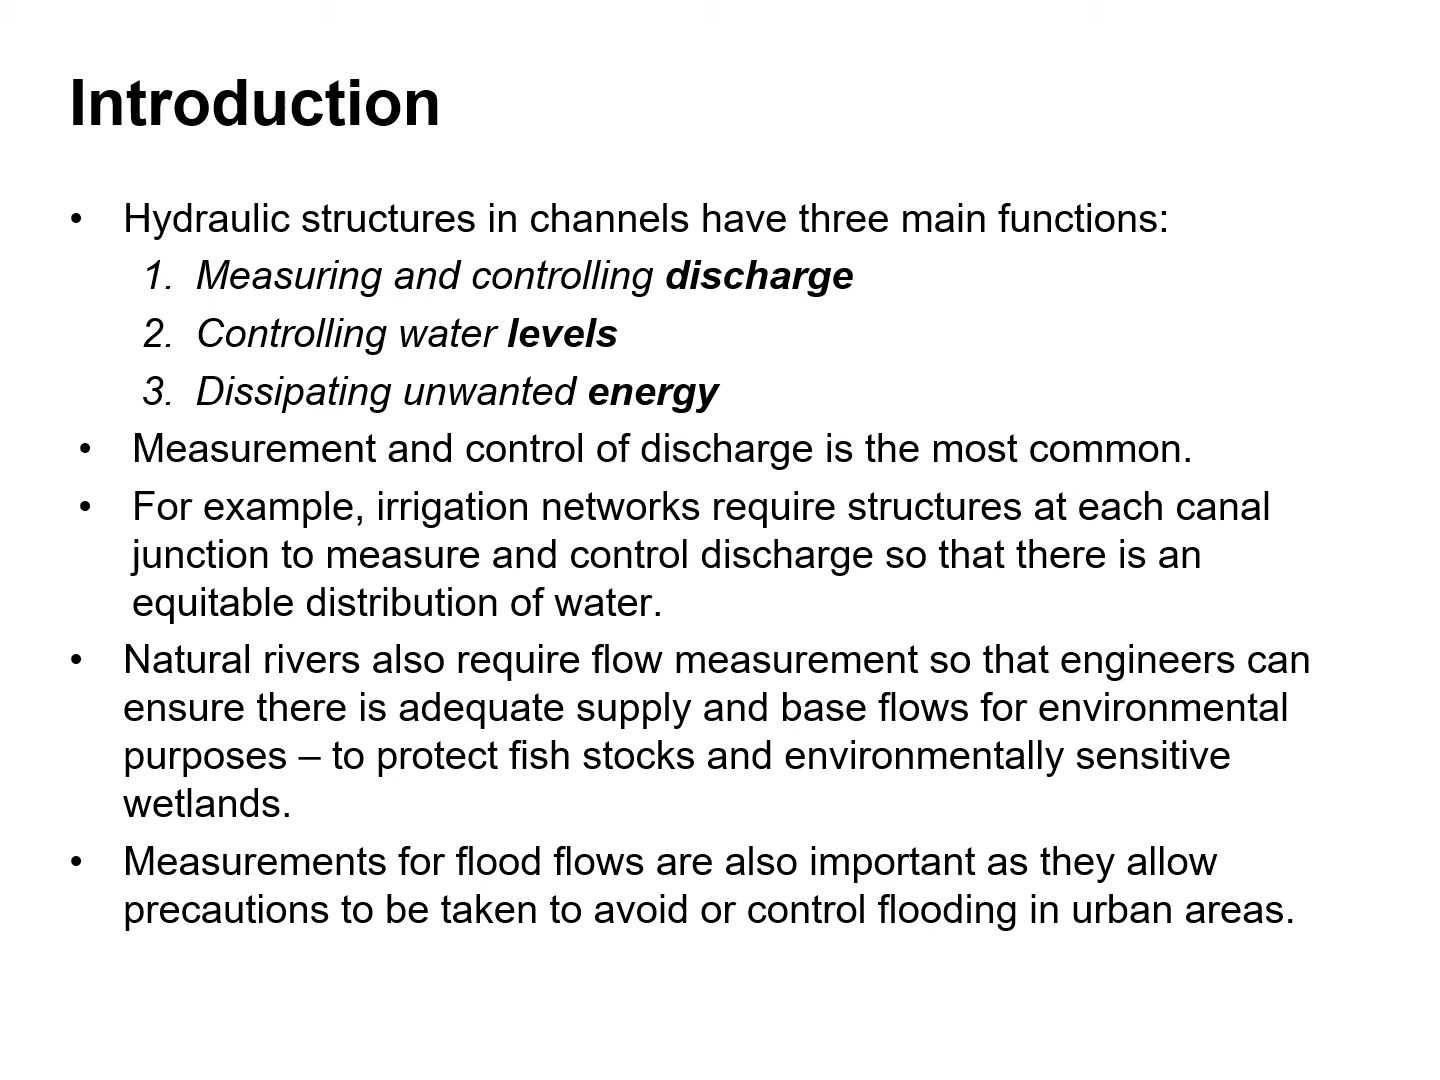 Introduction
• Hydraulic structures in channels have three main functions:
1. Measuring and controlling discharge
2. Controlling water levels
3. Dissipating unwanted energy
• Measurement and control of discharge is the most common.
• For example, irrigation networks require structures at each canal
junction to measure and control discharge so that there is an
equitable distribution of water.
• Natural rivers also require flow measurement so that engineers can
ensure there is adequate supply and base flows for environmental
purposes – to protect fish stocks and environmentally sensitive
wetlands.
• Measurements for flood flows are also important as they allow
precautions to be taken to avoid or control flooding in urban areas.